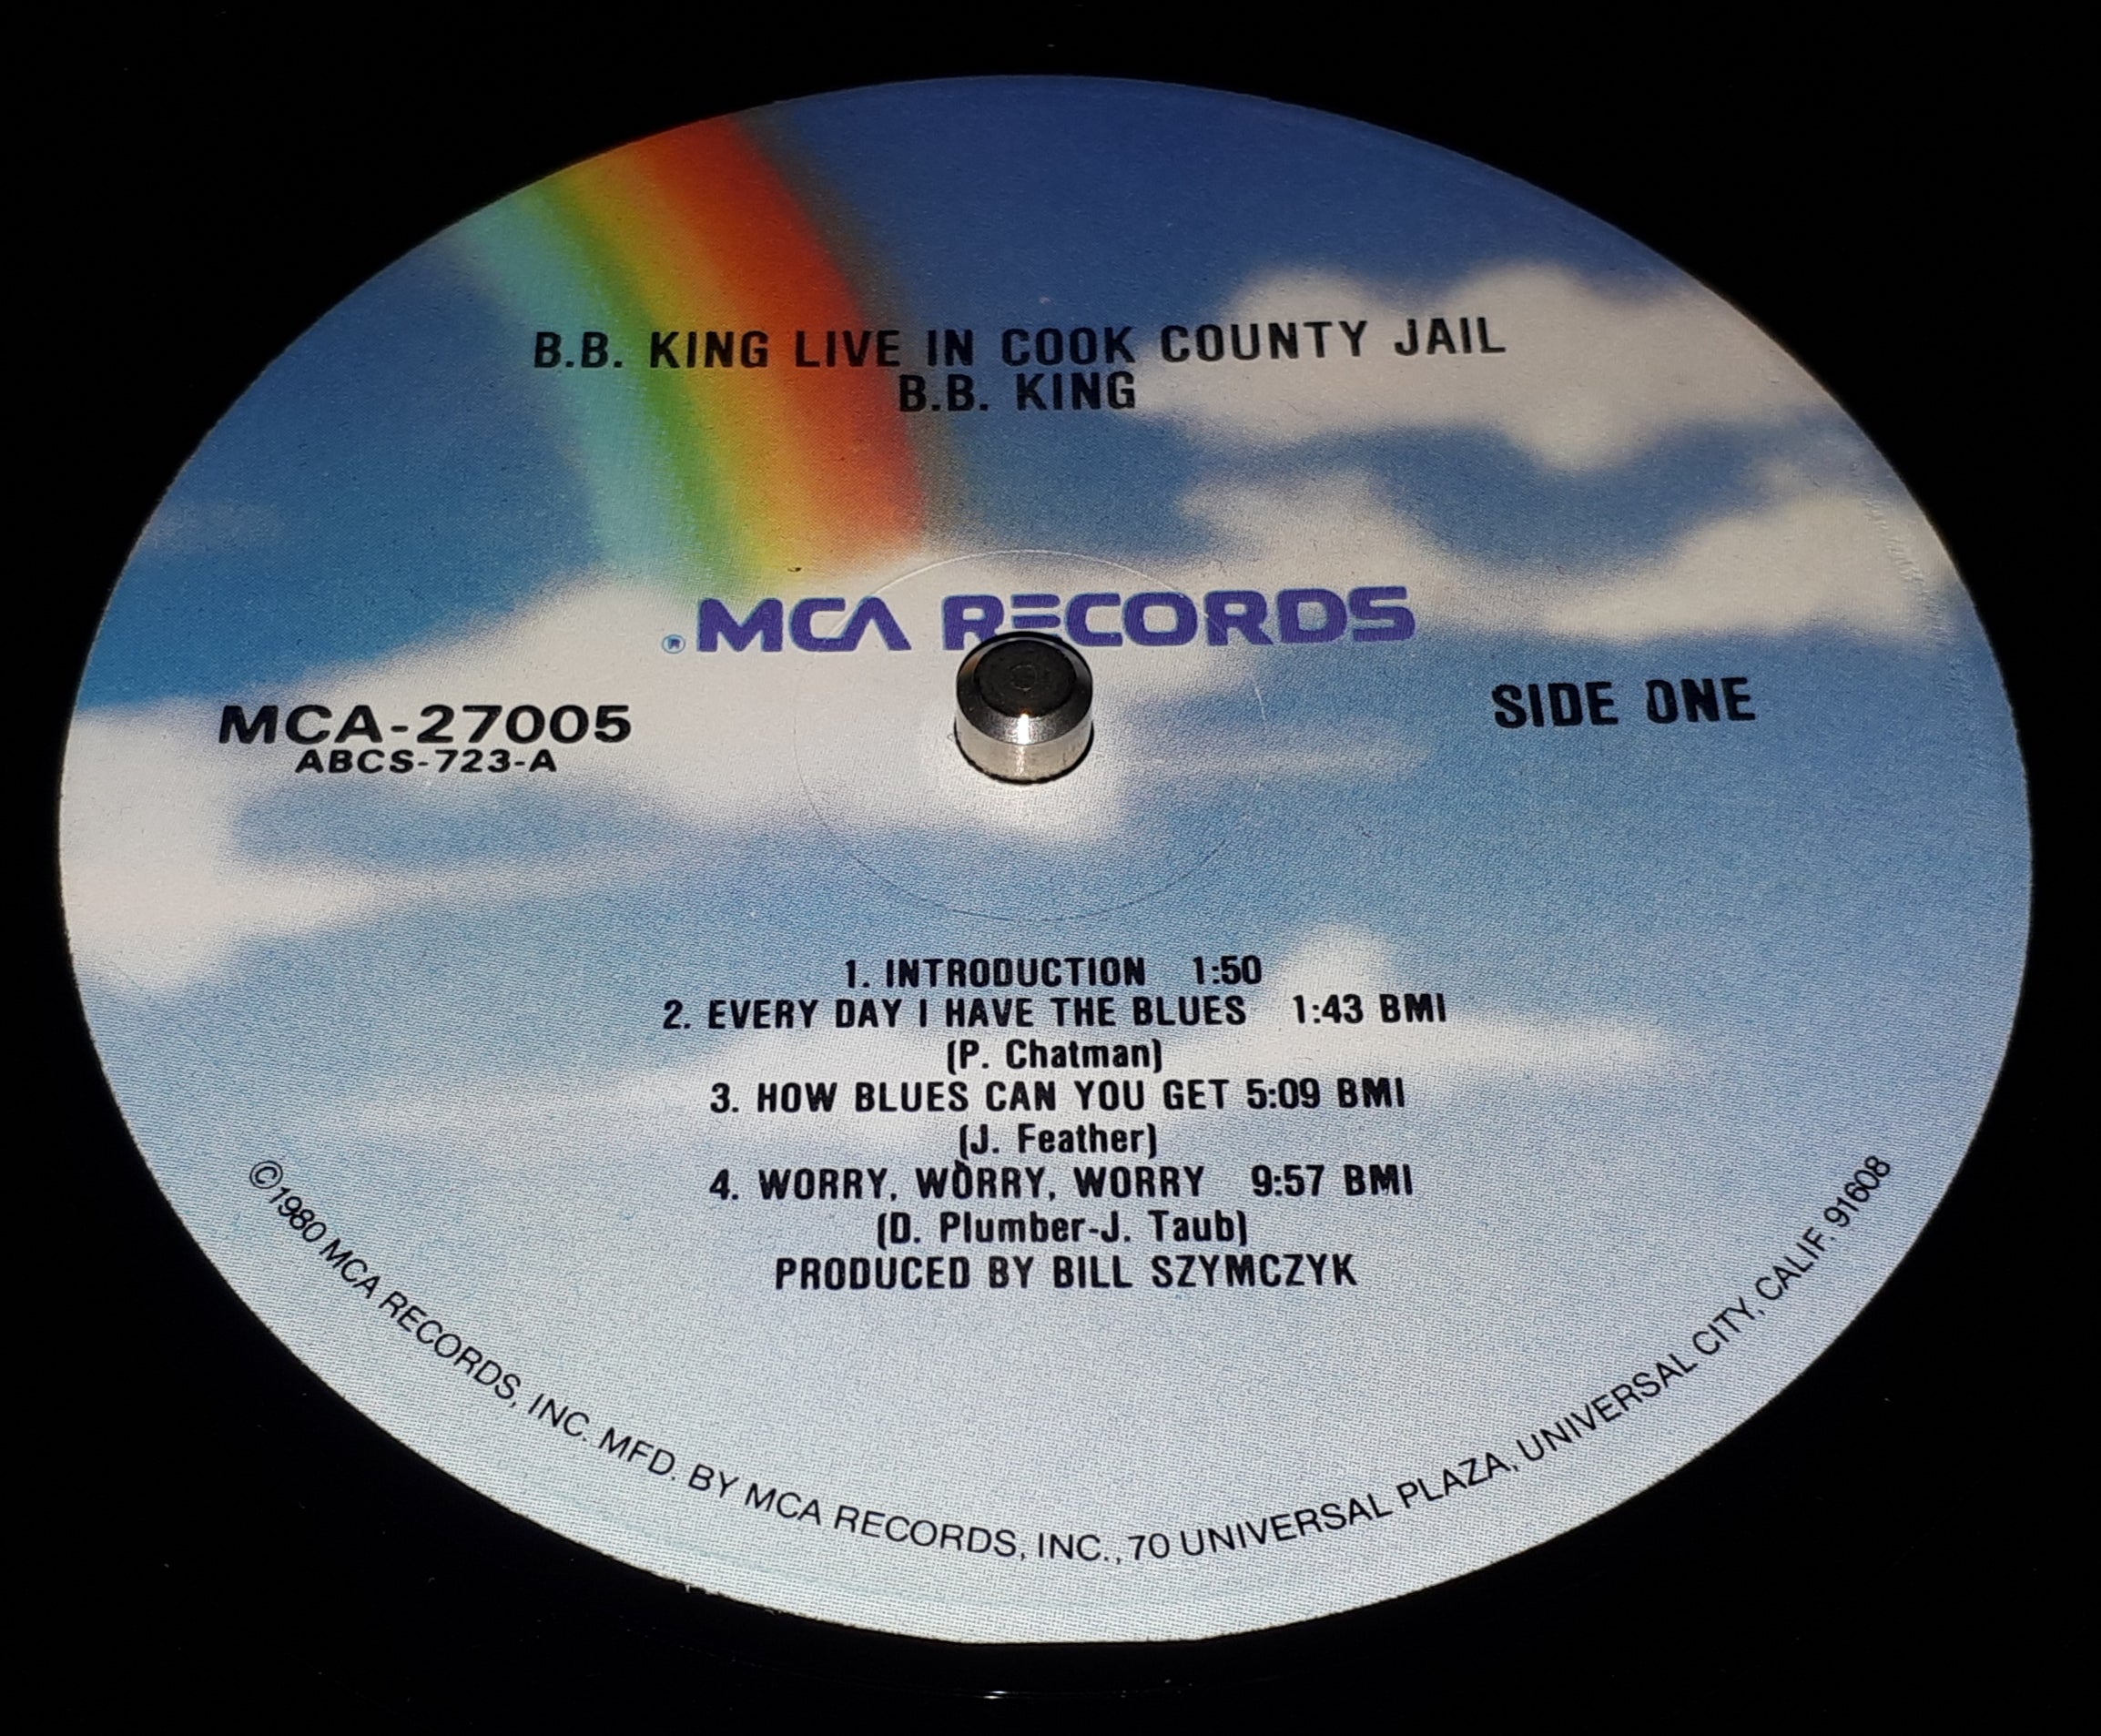 B.B. KING LIVE IN COOK COUNTY JAIL
B.B. KING
® MCA RECORDS
MCA-27005
ABCS-723-A
SIDE ONE
1. INTRODUCTION 1:50
2. EVERY DAY I HAVE THE BLUES 1:43 BMI
(P. Chatman)
3. HOW BLUES CAN YOU GET 5:09 BMI
(J. Feather)
4. WORRY, WORRY, WORRY 9:57 BMI
(D. Plumber-J. Taub)
PRODUCED BY BILL SZYMCZYK
©1980 MCA RECORDS, INC. MFD. BY MCA RECORDS, INC., 70 UNIVERSAL PLAZA, UNIVERSAL CITY, CALIF. 91608